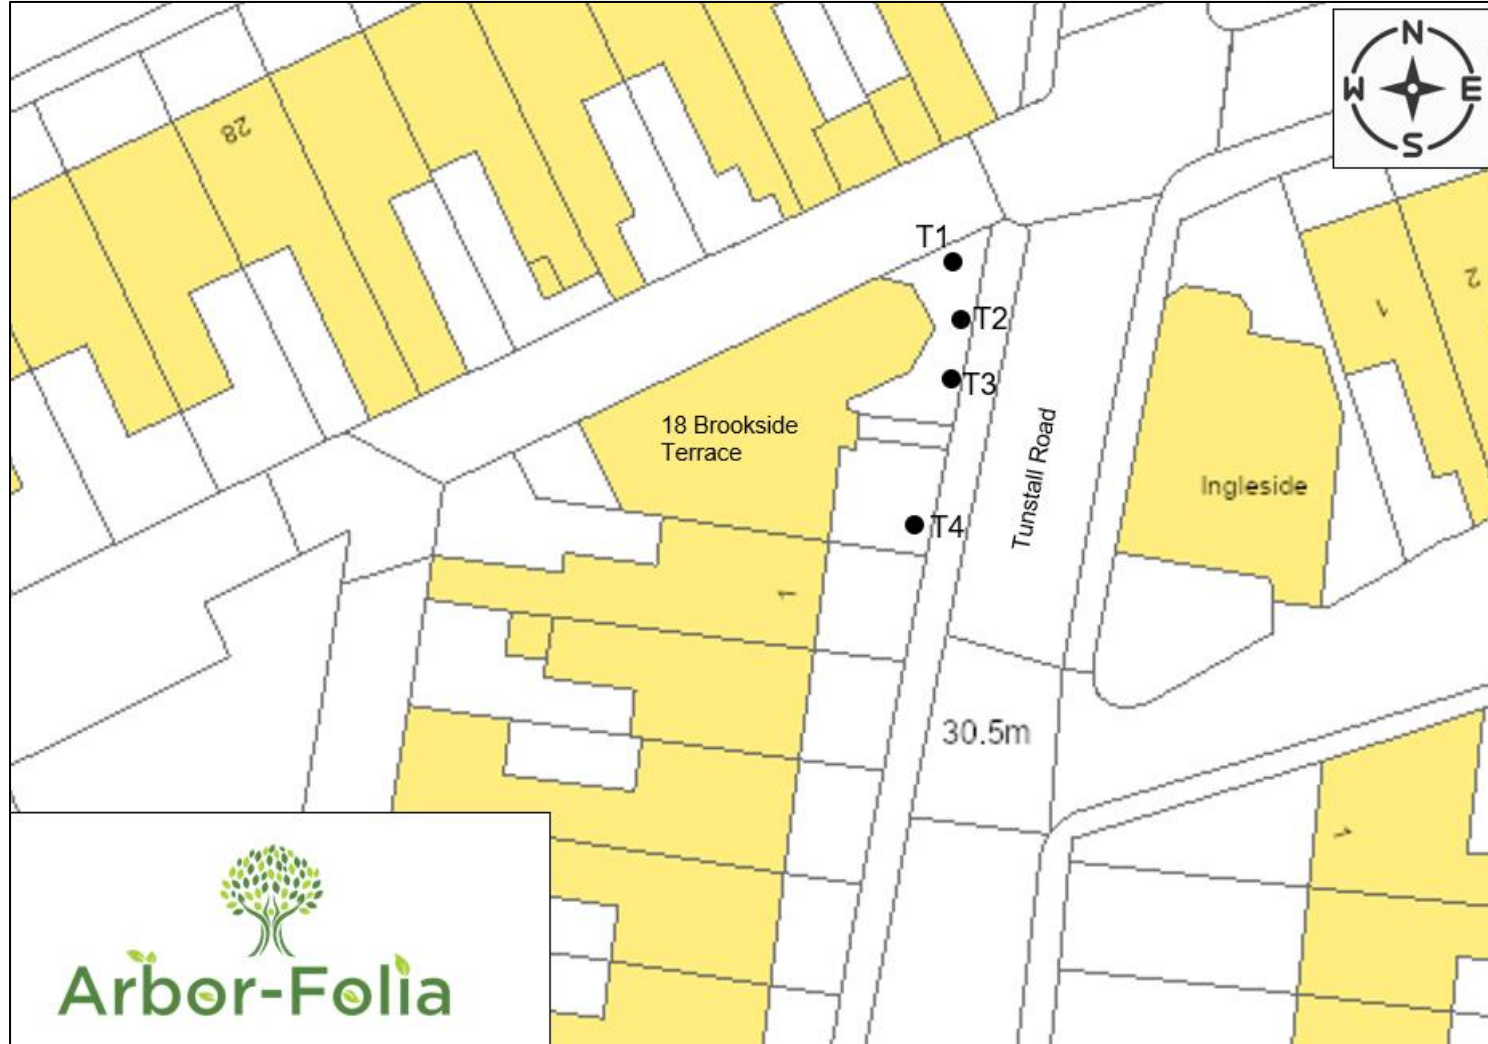 N
W E
S
28
T1
T2
T3
18 Brookside
Terrace
T4
Tunstall Road
Ingleside
1
2
1
30.5m
1
Arbor-Folia